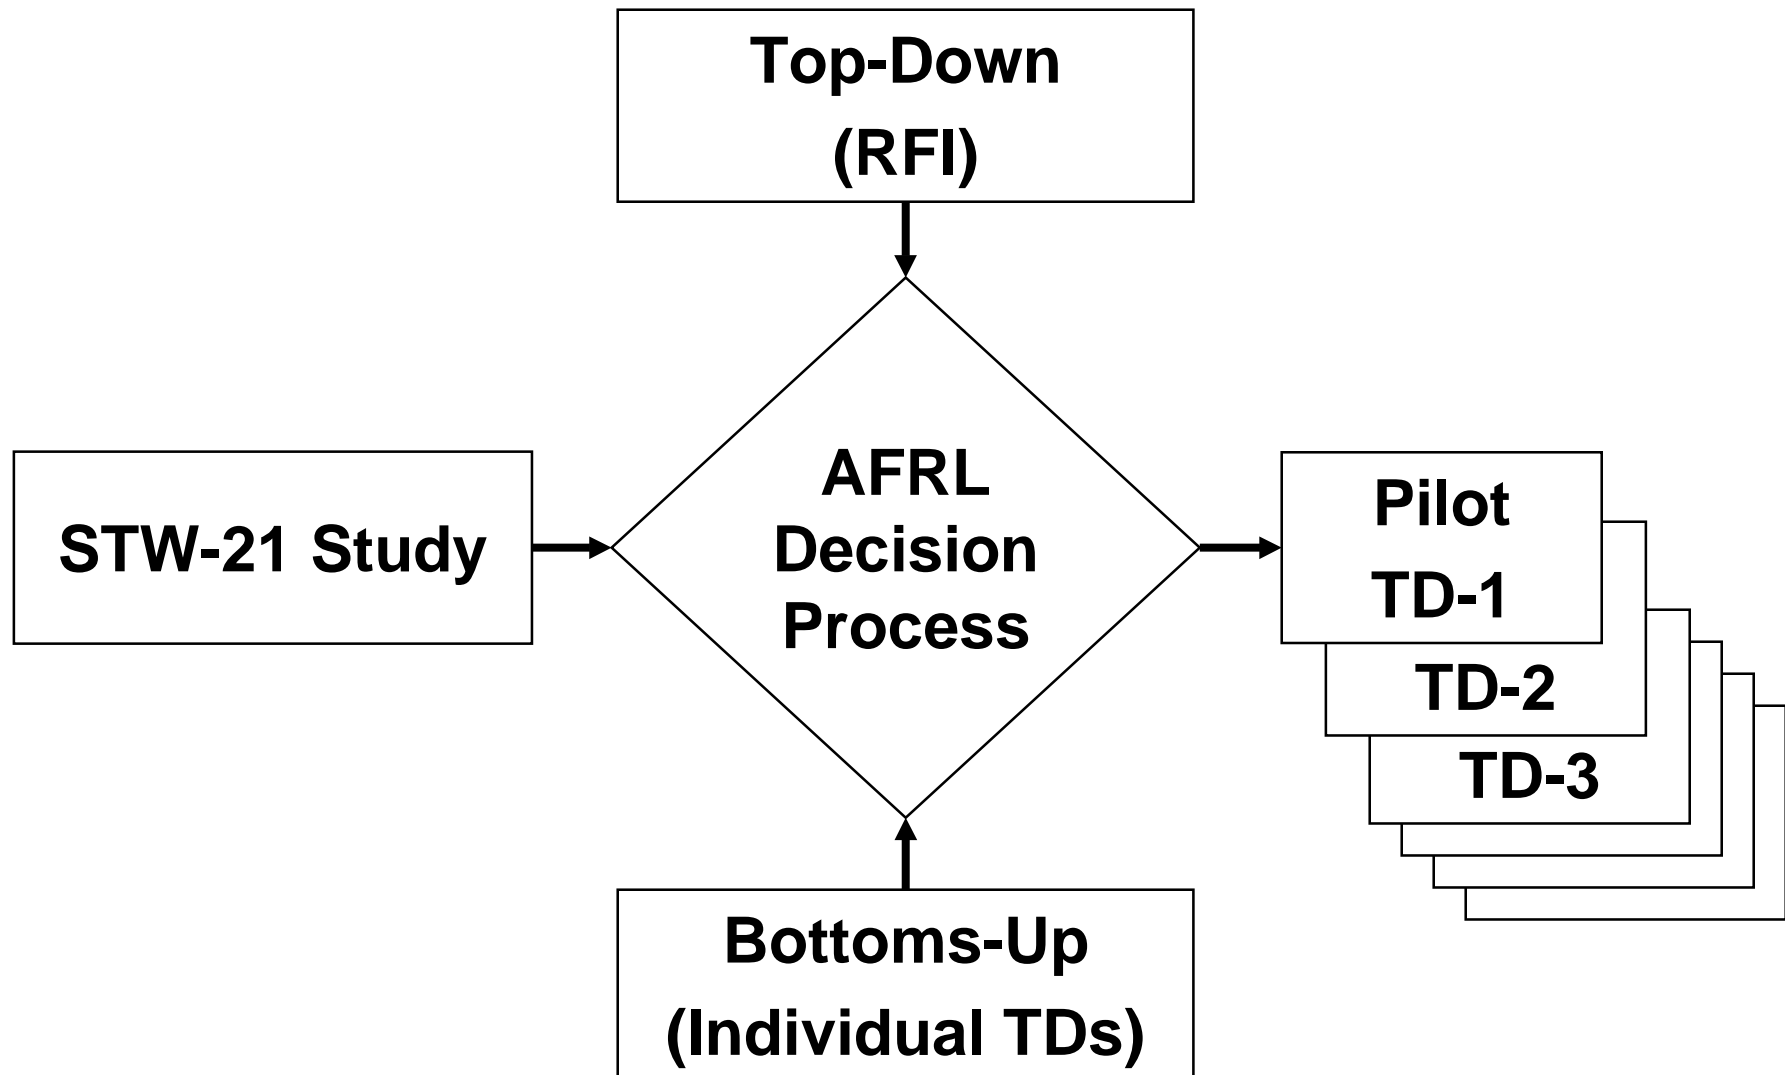 Top-Down
(RFI)
STW-21 Study
AFRL
Decision
Process
Pilot
TD-1
TD-2
TD-3
Bottoms-Up
(Individual TDs)